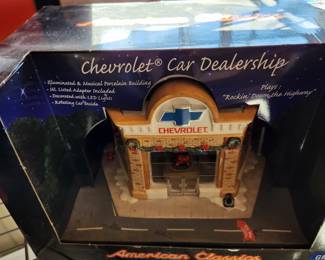 Chevrolet® Car Dealership
- Illuminated & Musical Porcelain Building
- UL Listed Adaptor Included
- Decorated with LED Lights
- Rotating Car Inside
Plays:
"Rockin' Down the Highway"
CHEVROLET
American Classics